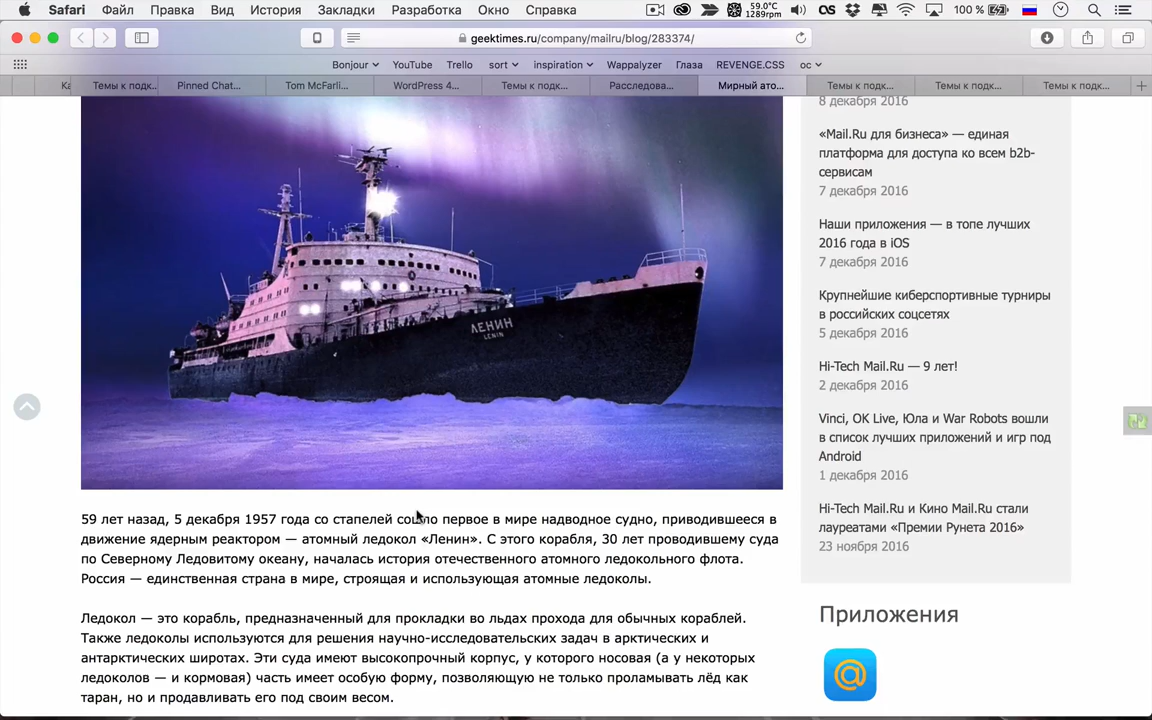 Safari Файл Правка Вид История Закладки Разработка Окно Справка 59.0°C 1289rpm 100 %
geektimes.ru/company/mailru/blog/283374/
Bonjour YouTube Trello sort inspiration Wappalyzer Глаза REVENGE.CSS ос
Ка Темы к подк... Pinned Chat... Tom McFarli... WordPress 4... Темы к подк... Расследова... Мирный ато... Темы к подк... Темы к подк... Темы к подк...
ЛЕНИН
LENIN
59 лет назад, 5 декабря 1957 года со стапелей сошло первое в мире надводное судно, приводившееся в
движение ядерным реактором — атомный ледокол «Ленин». С этого корабля, 30 лет проводившему суда
по Северному Ледовитому океану, началась история отечественного атомного ледокольного флота.
Россия — единственная страна в мире, строящая и использующая атомные ледоколы.
Ледокол — это корабль, предназначенный для прокладки во льдах прохода для обычных кораблей.
Также ледоколы используются для решения научно-исследовательских задач в арктических и
антарктических широтах. Эти суда имеют высокопрочный корпус, у которого носовая (а у некоторых
ледоколов — и кормовая) часть имеет особую форму, позволяющую не только проламывать лёд как
таран, но и продавливать его под своим весом.
8 декабря 2016
«Mail.Ru для бизнеса» — единая
платформа для доступа ко всем b2b-
сервисам
7 декабря 2016
Наши приложения — в топе лучших
2016 года в iOS
7 декабря 2016
Крупнейшие киберспортивные турниры
в российских соцсетях
5 декабря 2016
Hi-Tech Mail.Ru — 9 лет!
2 декабря 2016
Vinci, OK Live, Юла и War Robots вошли
в список лучших приложений и игр под
Android
1 декабря 2016
Hi-Tech Mail.Ru и Кино Mail.Ru стали
лауреатами «Премии Рунета 2016»
23 ноября 2016
Приложения